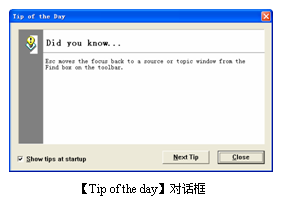 Tip of the Day
Did you know...
Esc moves the focus back to a source or topic window from the
Find box on the toolbar.
Show tips at startup
Next Tip
Close
【Tip of the day】对话框